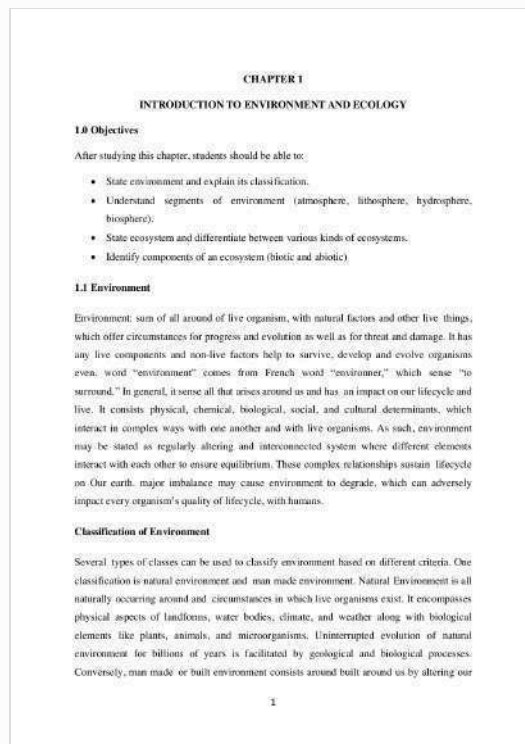 CHAPTER 1
INTRODUCTION TO ENVIRONMENT AND ECOLOGY
1.0 Objectives
After studying this chapter, students should be able to:
• State environment and explain its classification.
• Understand segments of environment (atmosphere, lithosphere, hydrosphere,
biosphere).
• State ecosystem and differentiate between various kinds of ecosystems.
• Identify components of an ecosystem (biotic and abiotic)
1.1 Environment
Environment: sum of all around of live organism, with natural factors and other live things,
which offer circumstances for progress and evolution as well as for threat and damage. It has
any live components and non-live factors help to survive, develop and evolve organisms
even. word “environment” comes from French word “environner,” which sense “to
surround.” In general, it sense all that arises around us and has an impact on our lifecycle and
live. It consists physical, chemical, biological, social, and cultural determinants, which
interact in complex ways with one another and with live organisms. As such, environment
may be stated as regularly altering and interconnected system where different elements
interact with each other to ensure equilibrium. These complex relationships sustain lifecycle
on Our earth. major imbalance may cause environment to degrade, which can adversely
impact every organism’s quality of lifecycle, with humans.
Classification of Environment
Several types of classes can be used to classify environment based on different criteria. One
classification is natural environment and man made environment. Natural Environment is all
naturally occurring around and circumstances in which live organisms exist. It encompasses
physical aspects of landforms, water bodies, climate, and weather along with biological
elements like plants, animals, and microorganisms. Uninterrupted evolution of natural
environment for billions of years is facilitated by geological and biological processes.
Conversely, man made or built environment consists around built around us by altering our
1